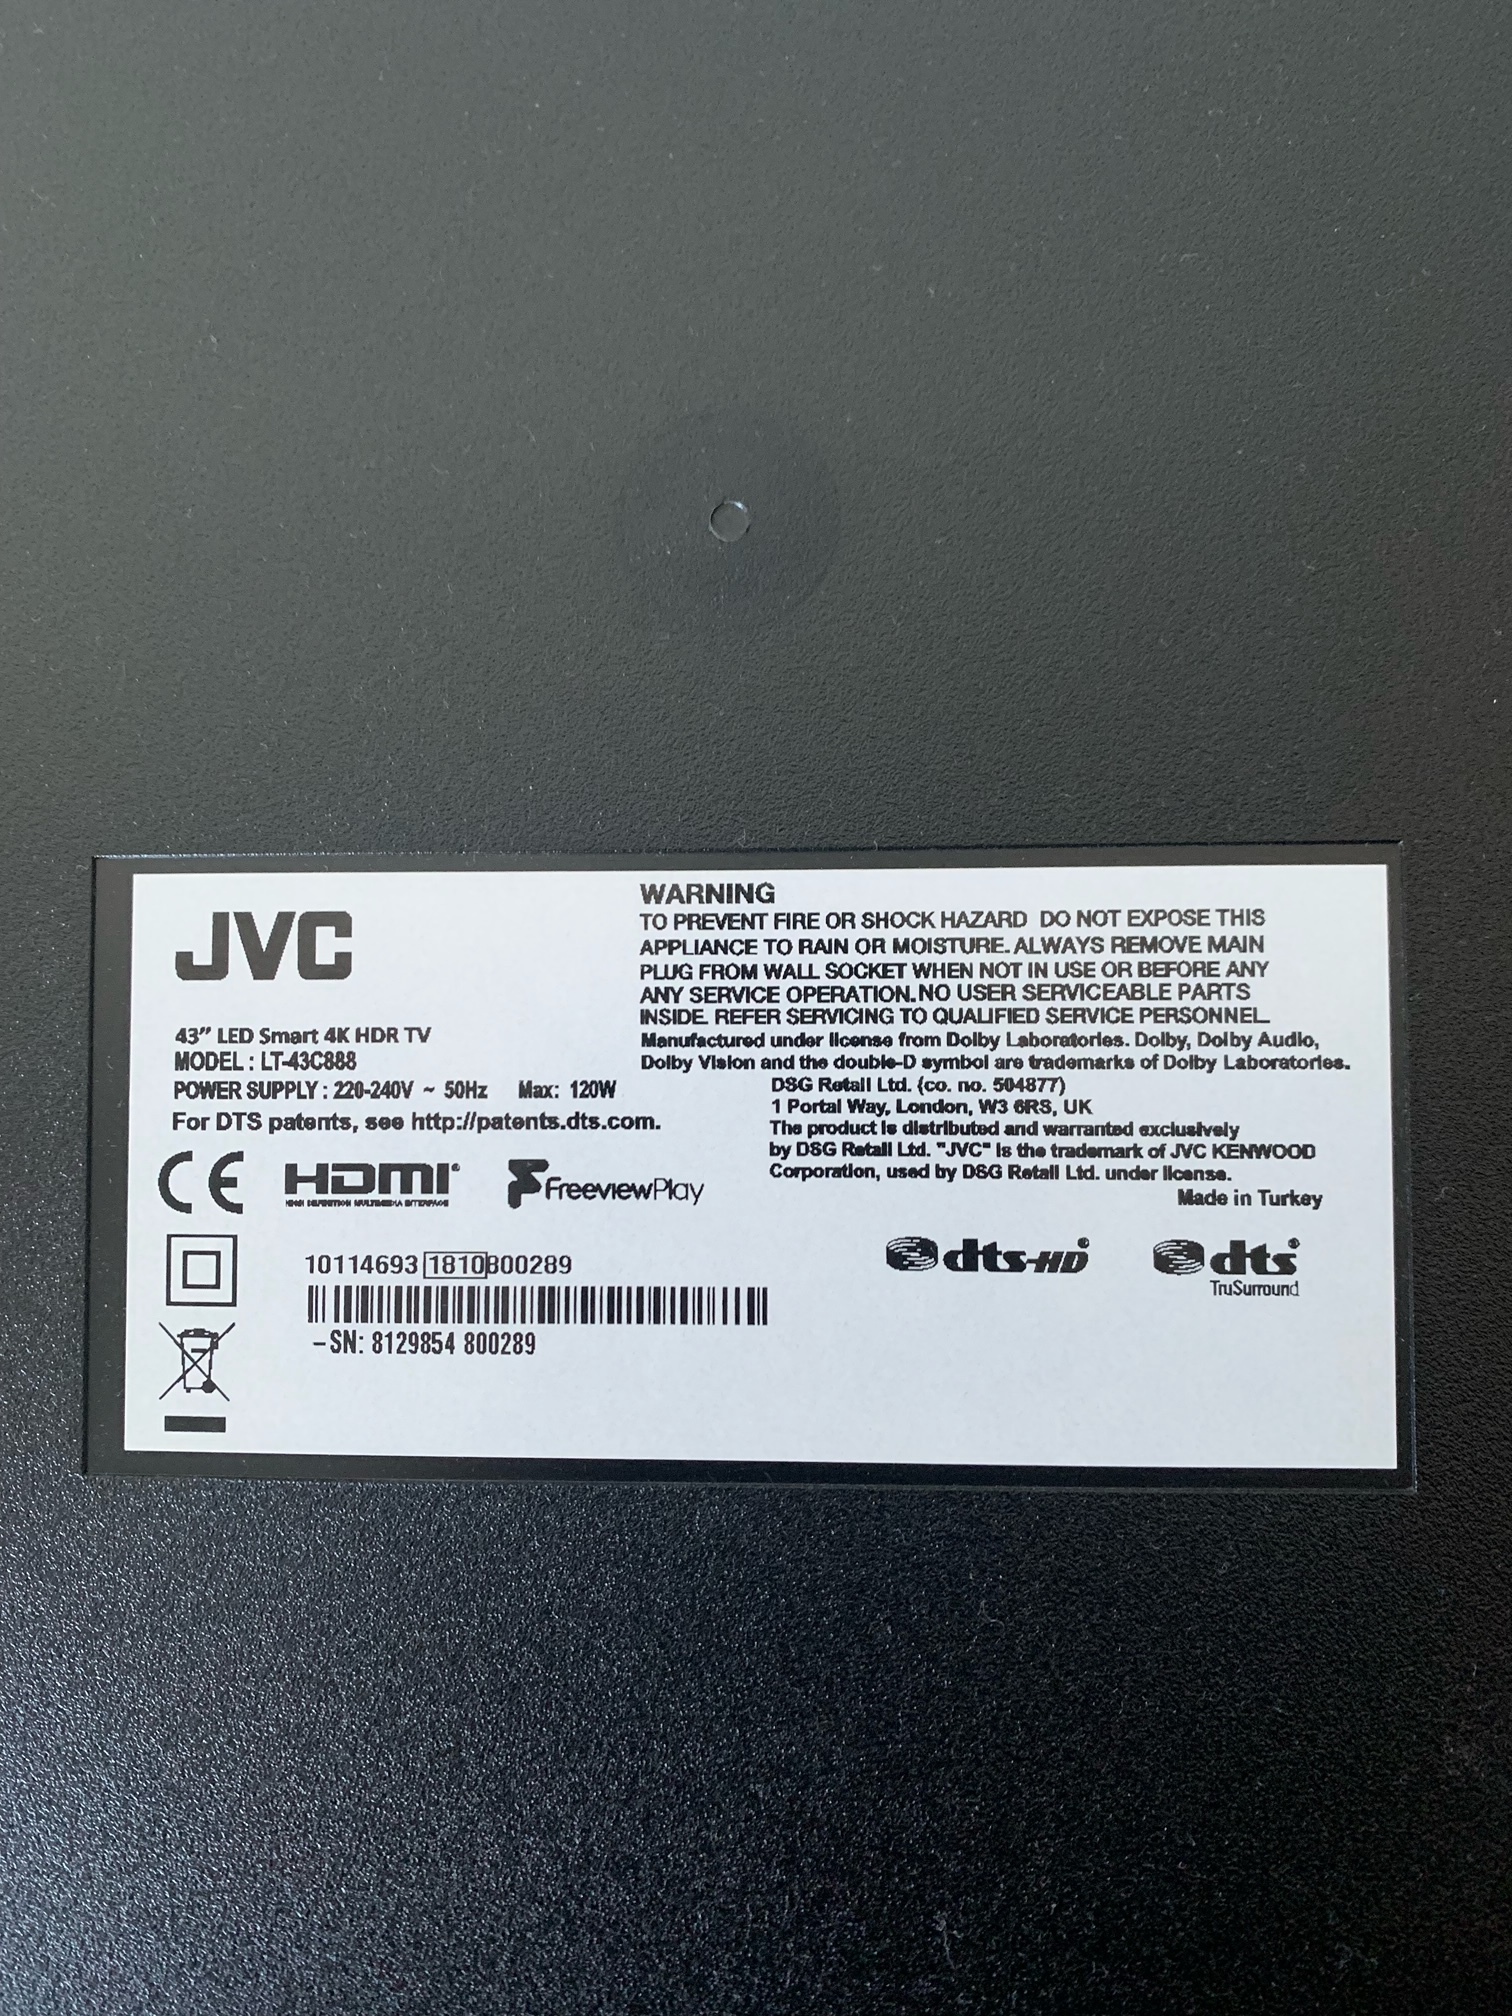 JVC
43” LED Smart 4K HDR TV
MODEL : LT-43C888
POWER SUPPLY : 220-240V ~ 50Hz Max: 120W
For DTS patents, see http://patents.dts.com.
WARNING
TO PREVENT FIRE OR SHOCK HAZARD DO NOT EXPOSE THIS
APPLIANCE TO RAIN OR MOISTURE. ALWAYS REMOVE MAIN
PLUG FROM WALL SOCKET WHEN NOT IN USE OR BEFORE ANY
ANY SERVICE OPERATION. NO USER SERVICEABLE PARTS
INSIDE. REFER SERVICING TO QUALIFIED SERVICE PERSONNEL
Manufactured under license from Dolby Laboratories. Dolby, Dolby Audio,
Dolby Vision and the double-D symbol are trademarks of Dolby Laboratories.
DSG Retail Ltd. (co. no. 504877)
1 Portal Way, London, W3 6RS, UK
The product is distributed and warranted exclusively
by DSG Retail Ltd. "JVC" is the trademark of JVC KENWOOD
Corporation, used by DSG Retail Ltd. under license.
Made in Turkey
CE HDMI® FreeviewPlay
HIGH DEFINITION MULTIMEDIA INTERFACE
dts-HD® dts®
TruSurround
10114693 1810B00289
–SN: 8129854 800289